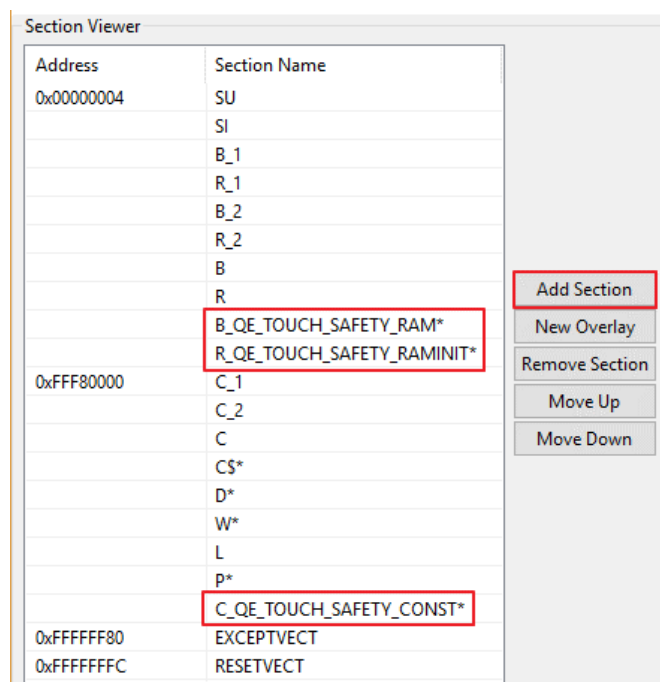 Section Viewer
Address Section Name
0x00000004 SU
SI
B_1
R_1
B_2
R_2
B
R
B_QE_TOUCH_SAFETY_RAM*
R_QE_TOUCH_SAFETY_RAMINIT*
0xFFF80000 C_1
C_2
C
C$*
D*
W*
L
P*
C_QE_TOUCH_SAFETY_CONST*
0xFFFFFF80 EXCEPTVECT
0xFFFFFFFC RESETVECT
Add Section
New Overlay
Remove Section
Move Up
Move Down